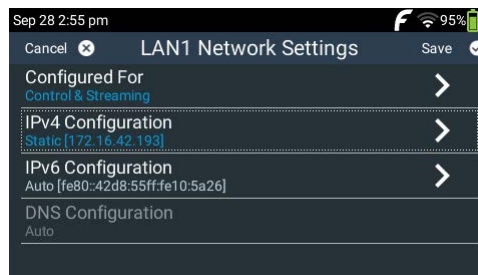 Sep 28 2:55 pm 95%
Cancel LAN1 Network Settings Save
Configured For
Control & Streaming
IPv4 Configuration
Static [172.16.42.193]
IPv6 Configuration
Auto [fe80::42d8:55ff:fe10:5a26]
DNS Configuration
Auto